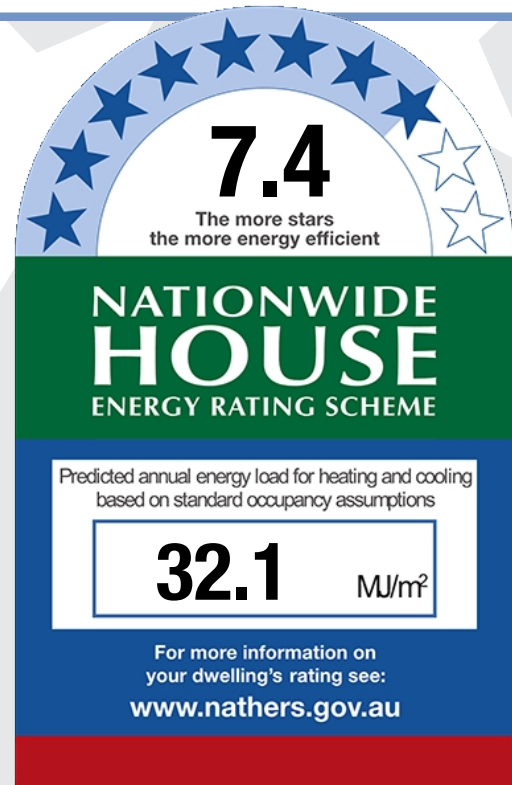 7.4
The more stars
the more energy efficient
NATIONWIDE
HOUSE
ENERGY RATING SCHEME
Predicted annual energy load for heating and cooling
based on standard occupancy assumptions
32.1 MJ/m²
For more information on
your dwelling's rating see:
www.nathers.gov.au